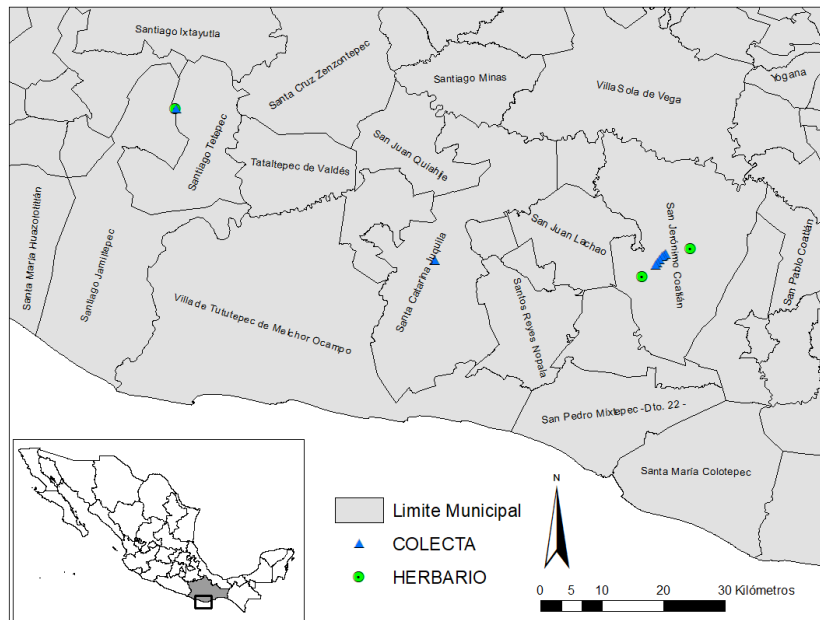 Santiago Ixtayutla
Santa Cruz Zenzontepec
Santiago Minas
Villa Sola de Vega
Yogana
Santiago Tetepec
Tataltepec de Valdés
San Juan Quiahije
Santa María Huazolotitlán
Santiago Jamiltepec
Villa de Tututepec de Melchor Ocampo
Santa Catarina Juquila
San Juan Lachao
San Jerónimo Coatlán
San Pablo Coatlán
Santos Reyes Nopala
San Pedro Mixtepec -Dto. 22 -
Santa María Colotepec
Limite Municipal
COLECTA
HERBARIO
N
0 5 10 20 30 Kilómetros